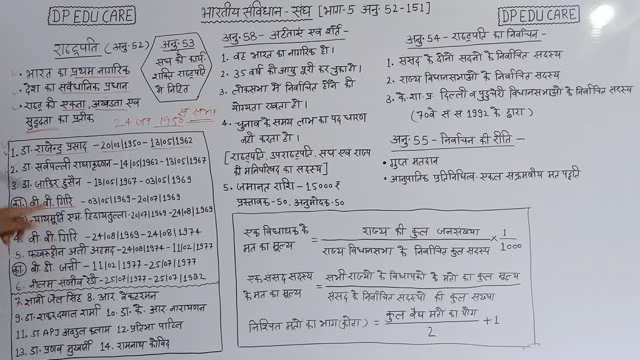 DP EDU CARE
भारतीय संविधान - संघ [भाग-5 अनु॰ 52-151]
DP EDU CARE
राष्ट्रपति (अनु॰ 52)
• भारत का प्रथम नागरिक
• देश का संवैधानिक प्रधान
• राष्ट्र की एकता, अखण्डता एवं
सुदृढ़ता का प्रतीक
24 जन 1950
अनु॰ 53
संघ की कार्य-
शक्ति राष्ट्रपति
में निहित
1. डा॰ राजेन्द्र प्रसाद - 26/01/1950 - 13/05/1962
2. डा॰ सर्वपल्ली राधाकृष्णन - 14/05/1962 - 13/05/1967
3. डा॰ जाकिर हुसैन - 13/05/1967 - 03/05/1969
वी॰ वी॰ गिरि - 03/05/1969 - 20/07/1969
न्यायमूर्ति एम॰ हिदायतुल्ला - 20/07/1969 - 24/08/1969
4. वी॰ वी॰ गिरि - 24/08/1969 - 24/08/1974
5. फखरूद्दीन अली अहमद - 24/08/1974 - 11/02/1977
बी॰ डी॰ जत्ती - 11/02/1977 - 25/07/1977
6. नीलम संजीव रेड्डी - 25/07/1977 - 25/07/1982
7. ज्ञानी जैल सिंह 8. आर॰ वेंकटरमन
9. डा॰ शंकरदयाल शर्मा 10. डा॰ के॰ आर॰ नारायणन
11. डा॰ APJ अब्दुल कलाम 12. प्रतिभा पाटिल
13. डा॰ प्रणब मुखर्जी 14. रामनाथ कोविंद
अनु॰ 58 - अर्हताएँ एवं शर्तें -
1. वह भारत का नागरिक हो।
2. 35 वर्ष की आयु पूरी कर चुका हो।
3. लोकसभा में निर्वाचित होने की
योग्यता रखता हो।
4. चुनाव के समय लाभ का पद धारण
नहीं करता हो।
[राष्ट्रपति, उपराष्ट्रपति, संघ एवं राज्य
की मंत्रिपरिषद का सदस्य]
5. जमानत राशि - 15000 ₹
प्रस्तावक - 50, अनुमोदक - 50
अनु॰ 54 - राष्ट्रपति का निर्वाचन -
1. संसद के दोनों सदनों के निर्वाचित सदस्य
2. राज्य विधानसभाओं के निर्वाचित सदस्य
3. के॰ शा॰ प्र॰ दिल्ली व पुडुचेरी विधानसभाओं के निर्वाचित सदस्य
(70वें सं॰ सं॰ 1992 के द्वारा)
अनु॰ 55 - निर्वाचन की रीति -
• गुप्त मतदान
• आनुपातिक प्रतिनिधित्व - एकल संक्रमणीय मत पद्धति
एक विधायक के मत का मूल्य = राज्य की कुल जनसंख्या / राज्य विधानसभा के निर्वाचित कुल सदस्य × 1/1000
एक संसद सदस्य के मत का मूल्य = सभी राज्यों के विधायकों के मतों का कुल मूल्य / संसद के निर्वाचित सदस्यों की कुल संख्या
निश्चित मतों का भाग (कोटा) = कुल वैध मतों का योग / 2 + 1